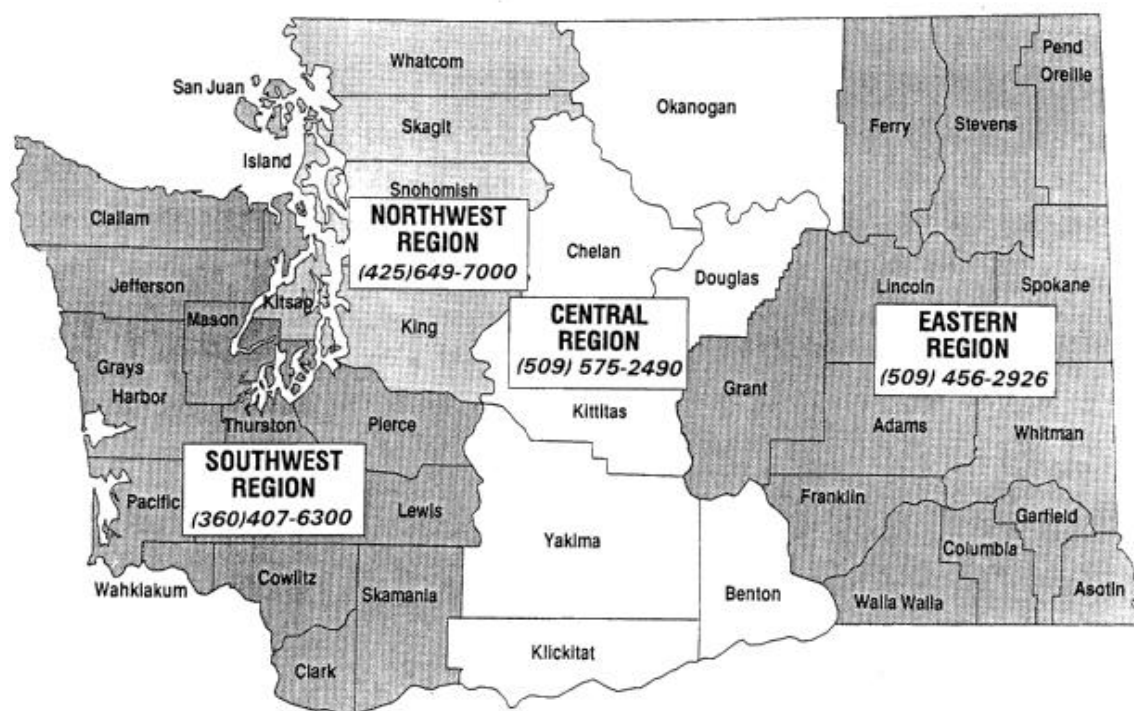 Whatcom
Pend
Oreille
San Juan
Okanogan
Skagit
Ferry
Stevens
Island
Snohomish
Clallam
NORTHWEST
REGION
(425)649-7000
Chelan
Douglas
Jefferson
Kitsap
Lincoln
Spokane
Mason
King
CENTRAL
REGION
(509) 575-2490
EASTERN
REGION
(509) 456-2926
Grays
Harbor
Grant
Kittitas
Thurston
Pierce
Adams
Whitman
SOUTHWEST
REGION
(360)407-6300
Pacific
Lewis
Franklin
Garfield
Yakima
Columbia
Wahklakum
Cowlitz
Skamania
Benton
Walla Walla
Asotin
Klickitat
Clark